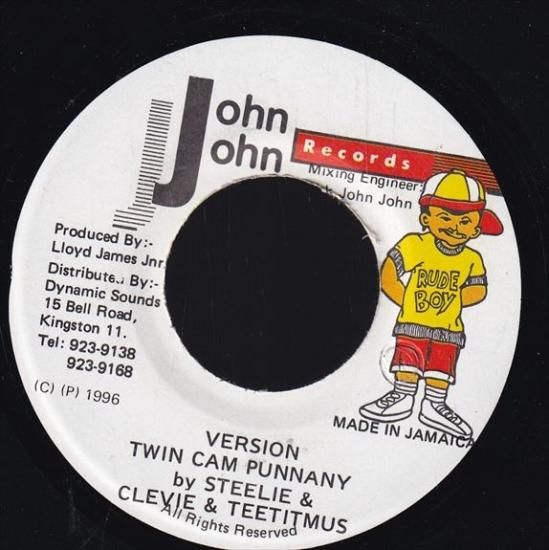 John
John
Records
Mixing Engineer:
John John
Produced By:-
Lloyd James Jnr.
Distributed By:-
Dynamic Sounds
15 Bell Road,
Kingston 11.
Tel: 923-9138
923-9168
(C) (P) 1996
RUDE
BOY
MADE IN JAMAICA
VERSION
TWIN CAM PUNNANY
by STEELIE &
CLEVIE & TEETITMUS
All Rights Reserved